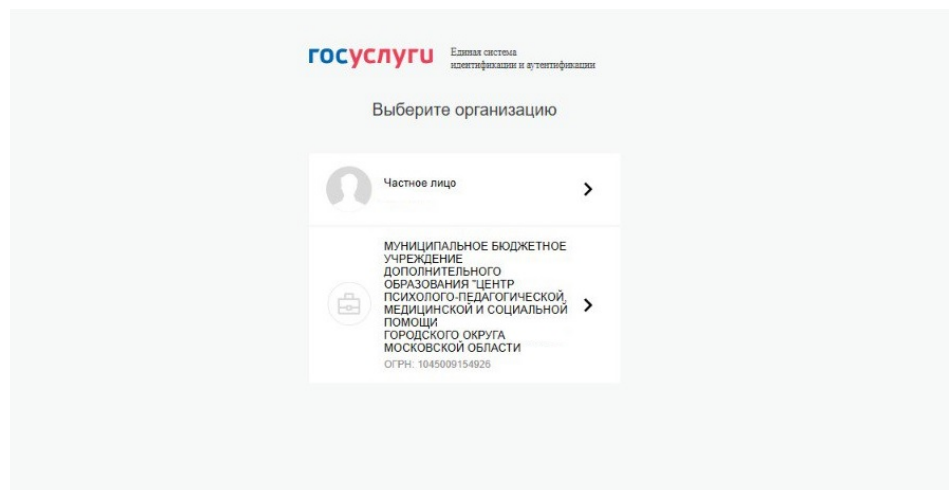 госуслуги
Единая система
идентификации и аутентификации
Выберите организацию
Частное лицо
МУНИЦИПАЛЬНОЕ БЮДЖЕТНОЕ
УЧРЕЖДЕНИЕ
ДОПОЛНИТЕЛЬНОГО
ОБРАЗОВАНИЯ "ЦЕНТР
ПСИХОЛОГО-ПЕДАГОГИЧЕСКОЙ,
МЕДИЦИНСКОЙ И СОЦИАЛЬНОЙ
ПОМОЩИ
ГОРОДСКОГО ОКРУГА
МОСКОВСКОЙ ОБЛАСТИ
ОГРН: 1045009154926